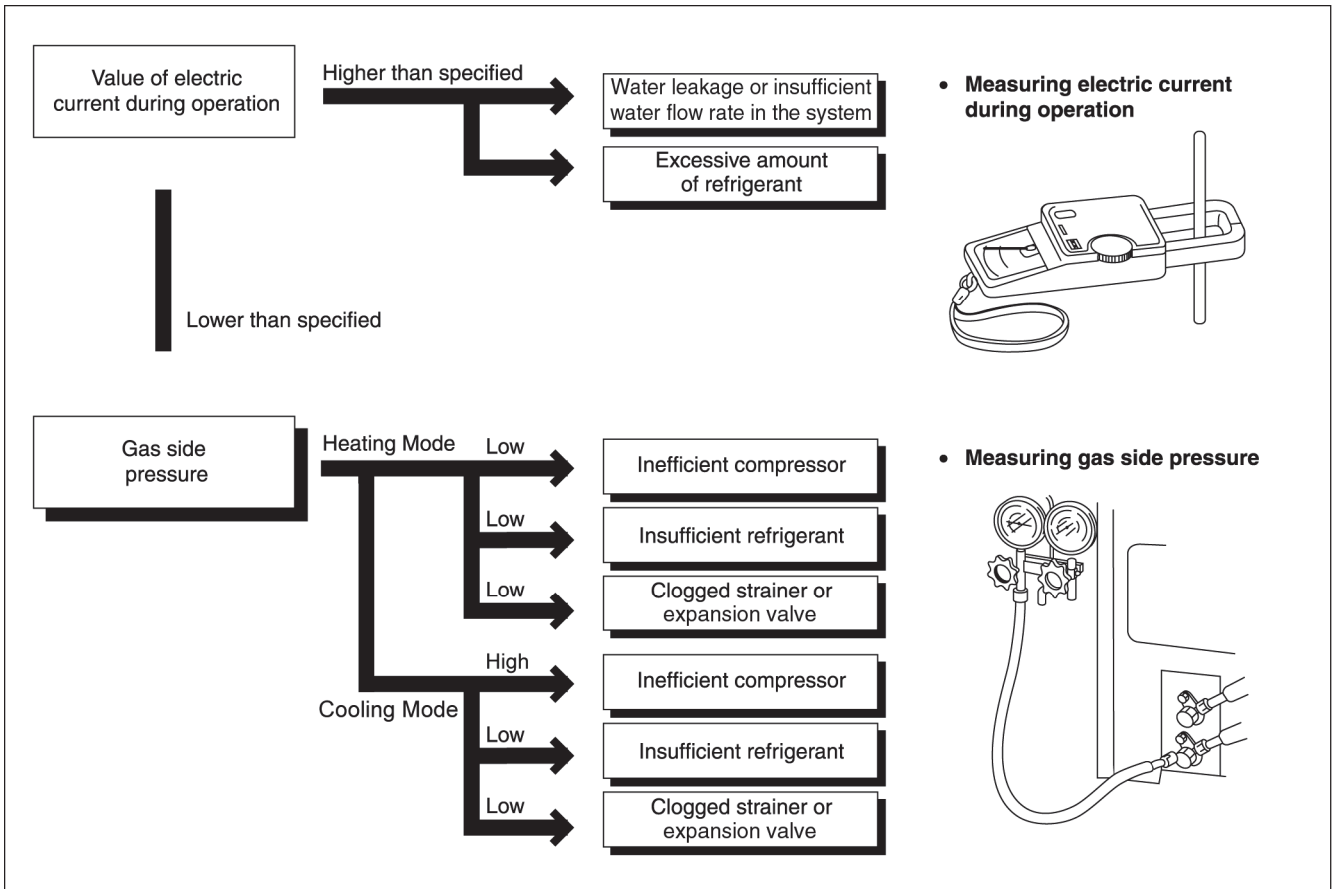 Value of electric
current during operation
Higher than specified
Water leakage or insufficient
water flow rate in the system
Excessive amount
of refrigerant
• Measuring electric current
during operation
Lower than specified
Gas side
pressure
Heating Mode
Low
Inefficient compressor
Low
Insufficient refrigerant
Low
Clogged strainer or
expansion valve
High
Inefficient compressor
Cooling Mode
Low
Insufficient refrigerant
Low
Clogged strainer or
expansion valve
• Measuring gas side pressure